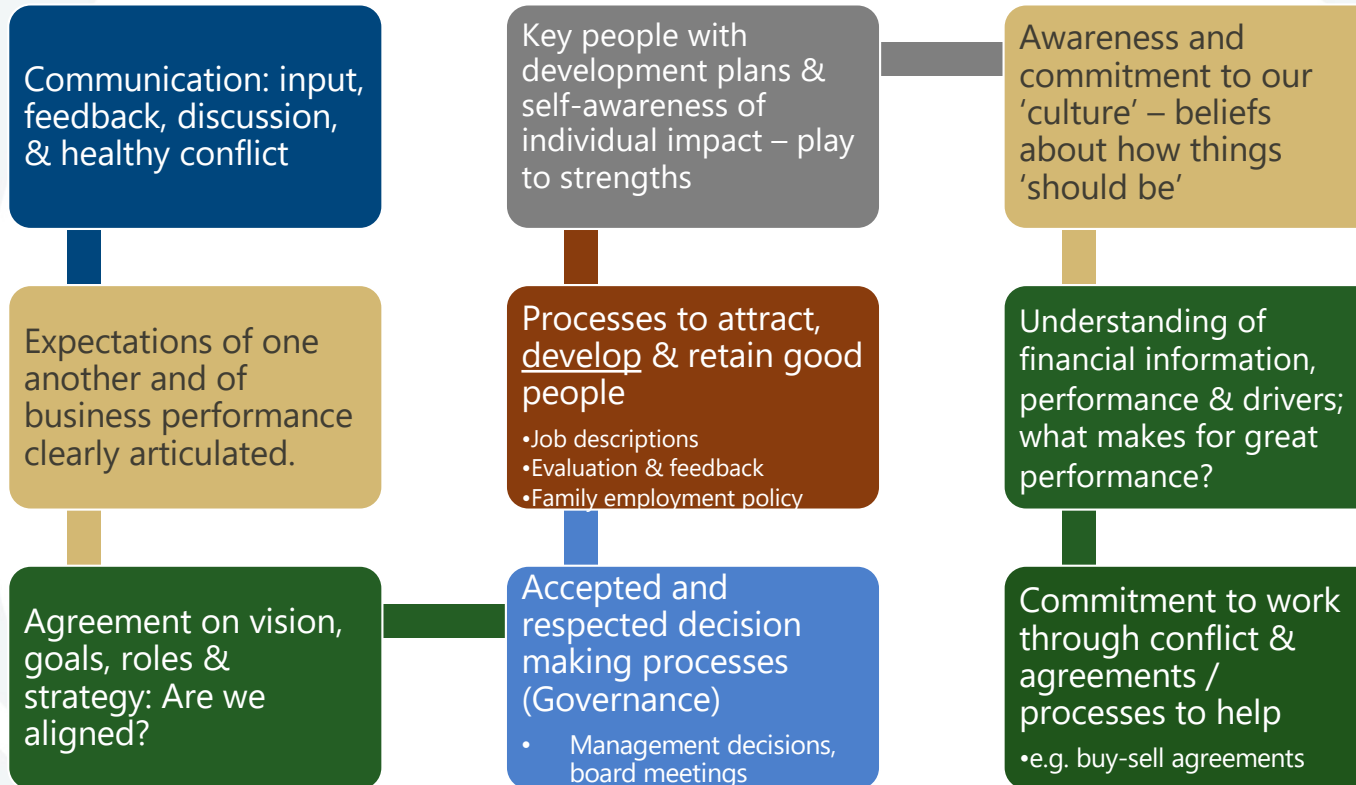 Communication: input,
feedback, discussion,
& healthy conflict
Expectations of one
another and of
business performance
clearly articulated.
Agreement on vision,
goals, roles &
strategy: Are we
aligned?
Accepted and
respected decision
making processes
(Governance)
• Management decisions,
board meetings
Processes to attract,
develop & retain good
people
•Job descriptions
•Evaluation & feedback
•Family employment policy
Key people with
development plans &
self-awareness of
individual impact – play
to strengths
Awareness and
commitment to our
‘culture’ – beliefs
about how things
‘should be’
Understanding of
financial information,
performance & drivers;
what makes for great
performance?
Commitment to work
through conflict &
agreements /
processes to help
•e.g. buy-sell agreements